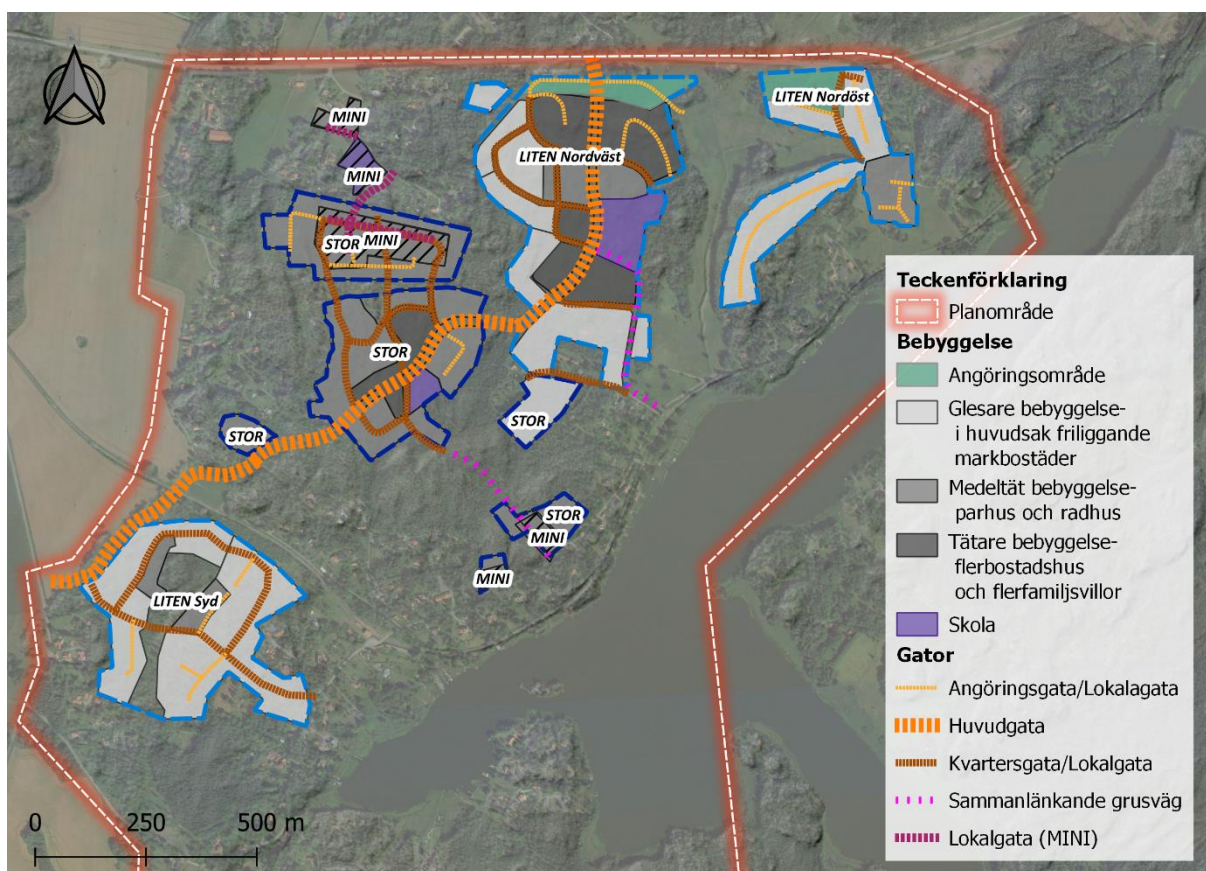 MINI
MINI
STOR
MINI
LITEN Nordväst
LITEN Nordöst
STOR
STOR
STOR
STOR
MINI
MINI
LITEN Syd
0
250
500 m
Teckenförklaring
Planområde
Bebyggelse
Angöringsområde
Glesare bebyggelse-
i huvudsak friliggande
markbostäder
Medeltät bebyggelse-
parhus och radhus
Tätare bebyggelse-
flerbostadshus
och flerfamiljsvillor
Skola
Gator
Angöringsgata/Lokalagata
Huvudgata
Kvartersgata/Lokalgata
Sammanlänkande grusväg
Lokalgata (MINI)